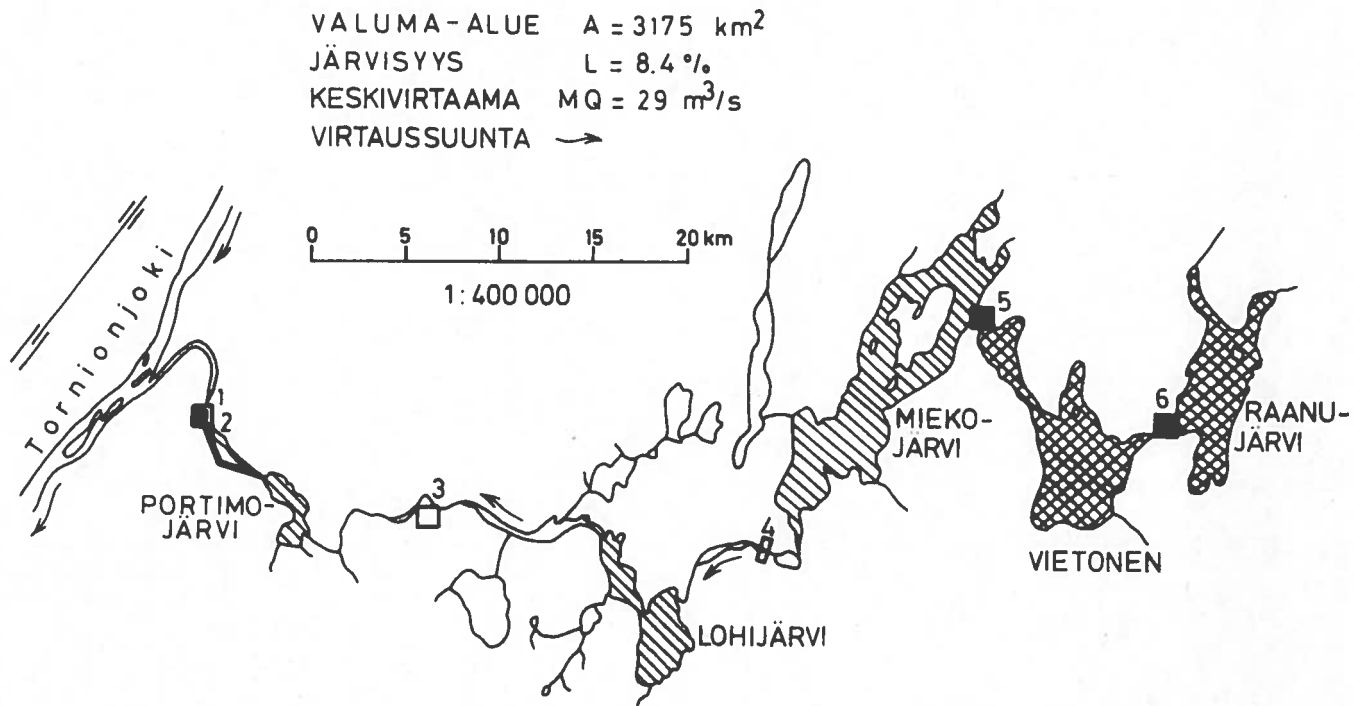 VALUMA-ALUE A = 3175 km²
JÄRVISYYS L = 8.4 %
KESKIVIRTAAMA MQ = 29 m³/s
VIRTAUSSUUNTA
0 5 10 15 20 km
1:400 000
Tornionjoki
1
2
3
4
5
6
PORTIMO-
JÄRVI
LOHIJÄRVI
MIEKO-
JÄRVI
VIETONEN
RAANU-
JÄRVI